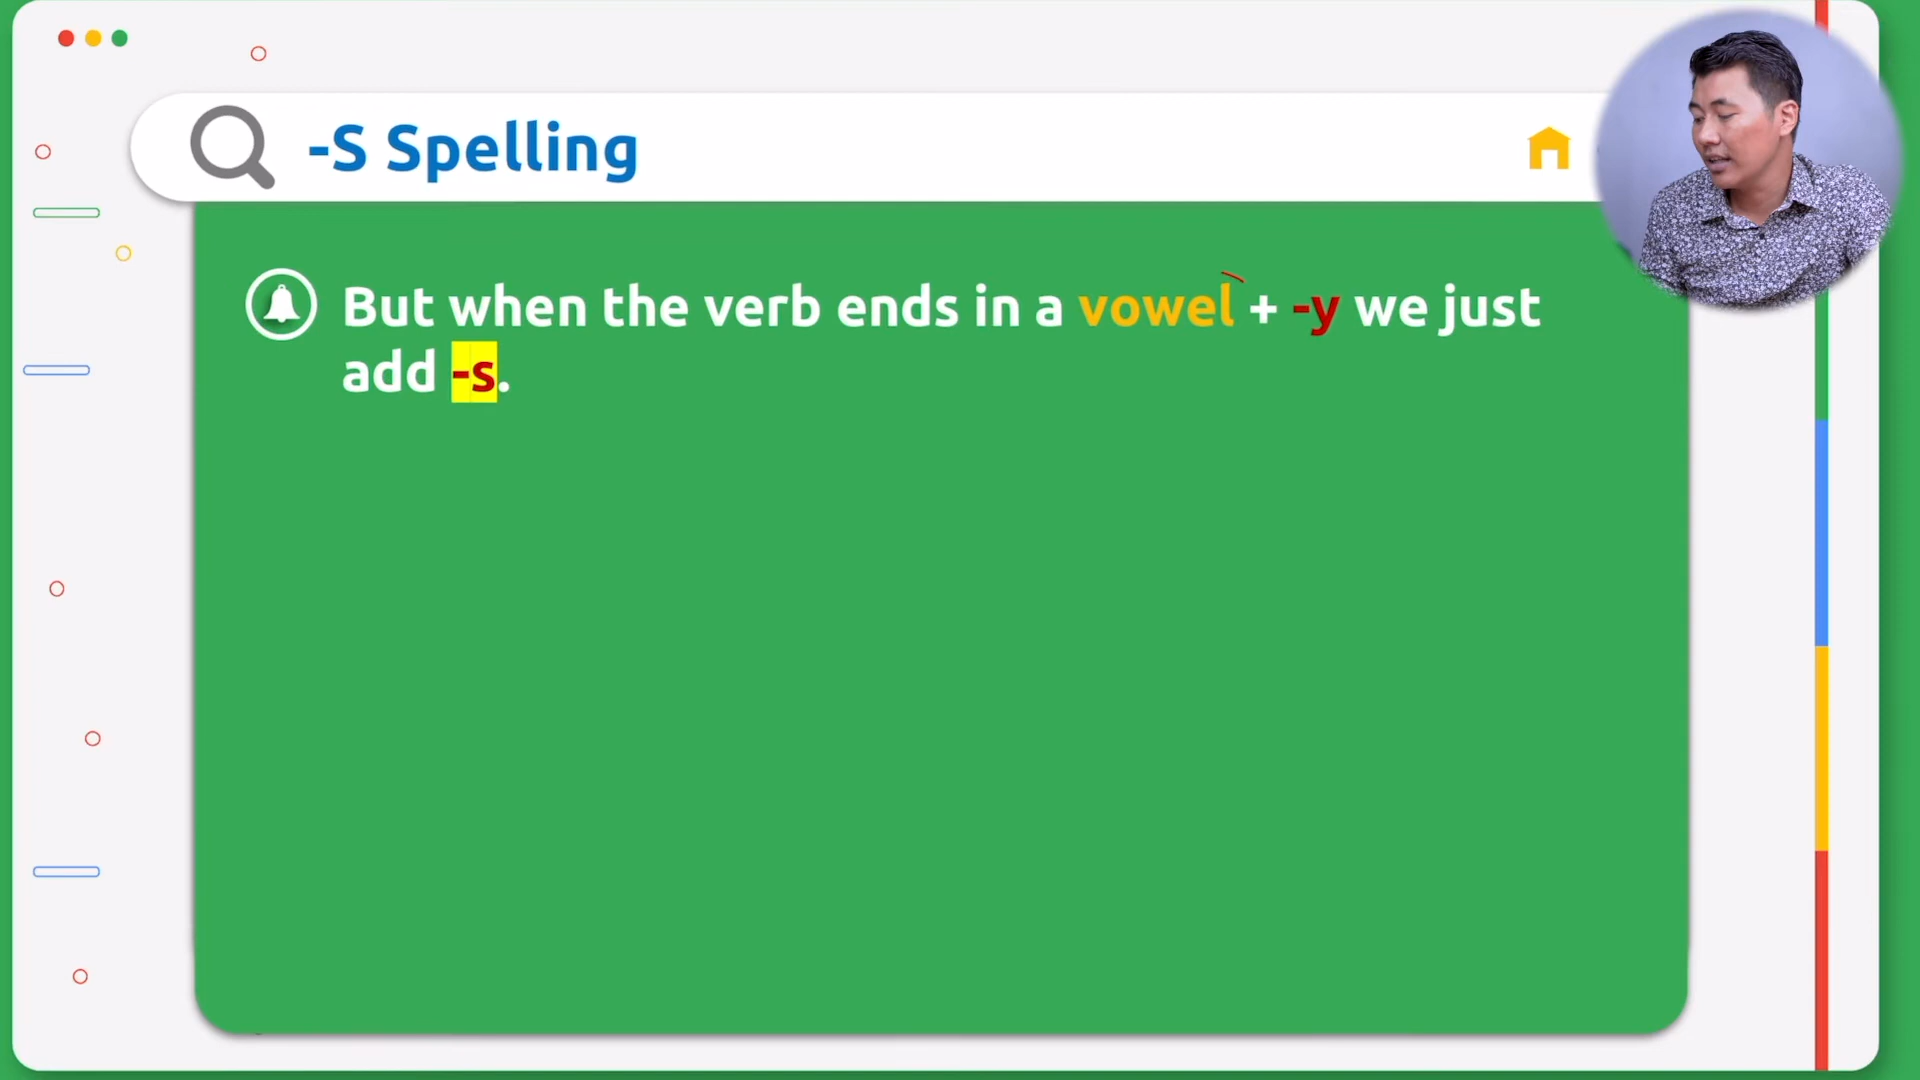 -S Spelling
But when the verb ends in a vowel + -y we just
add -s.